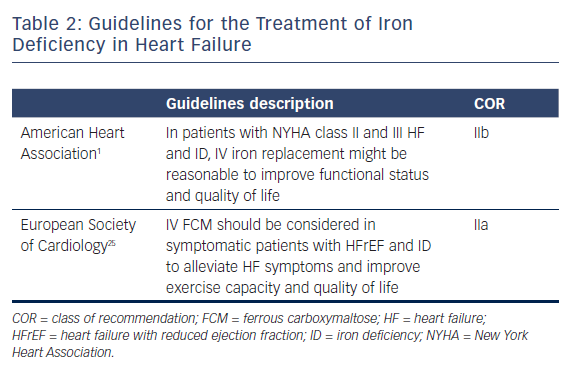 Table 2: Guidelines for the Treatment of Iron
Deficiency in Heart Failure
Guidelines description COR
American Heart In patients with NYHA class II and III HF IIb
Association¹ and ID, IV iron replacement might be
reasonable to improve functional status
and quality of life
European Society IV FCM should be considered in IIa
of Cardiology²⁵ symptomatic patients with HFrEF and ID
to alleviate HF symptoms and improve
exercise capacity and quality of life
COR = class of recommendation; FCM = ferrous carboxymaltose; HF = heart failure;
HFrEF = heart failure with reduced ejection fraction; ID = iron deficiency; NYHA = New York
Heart Association.